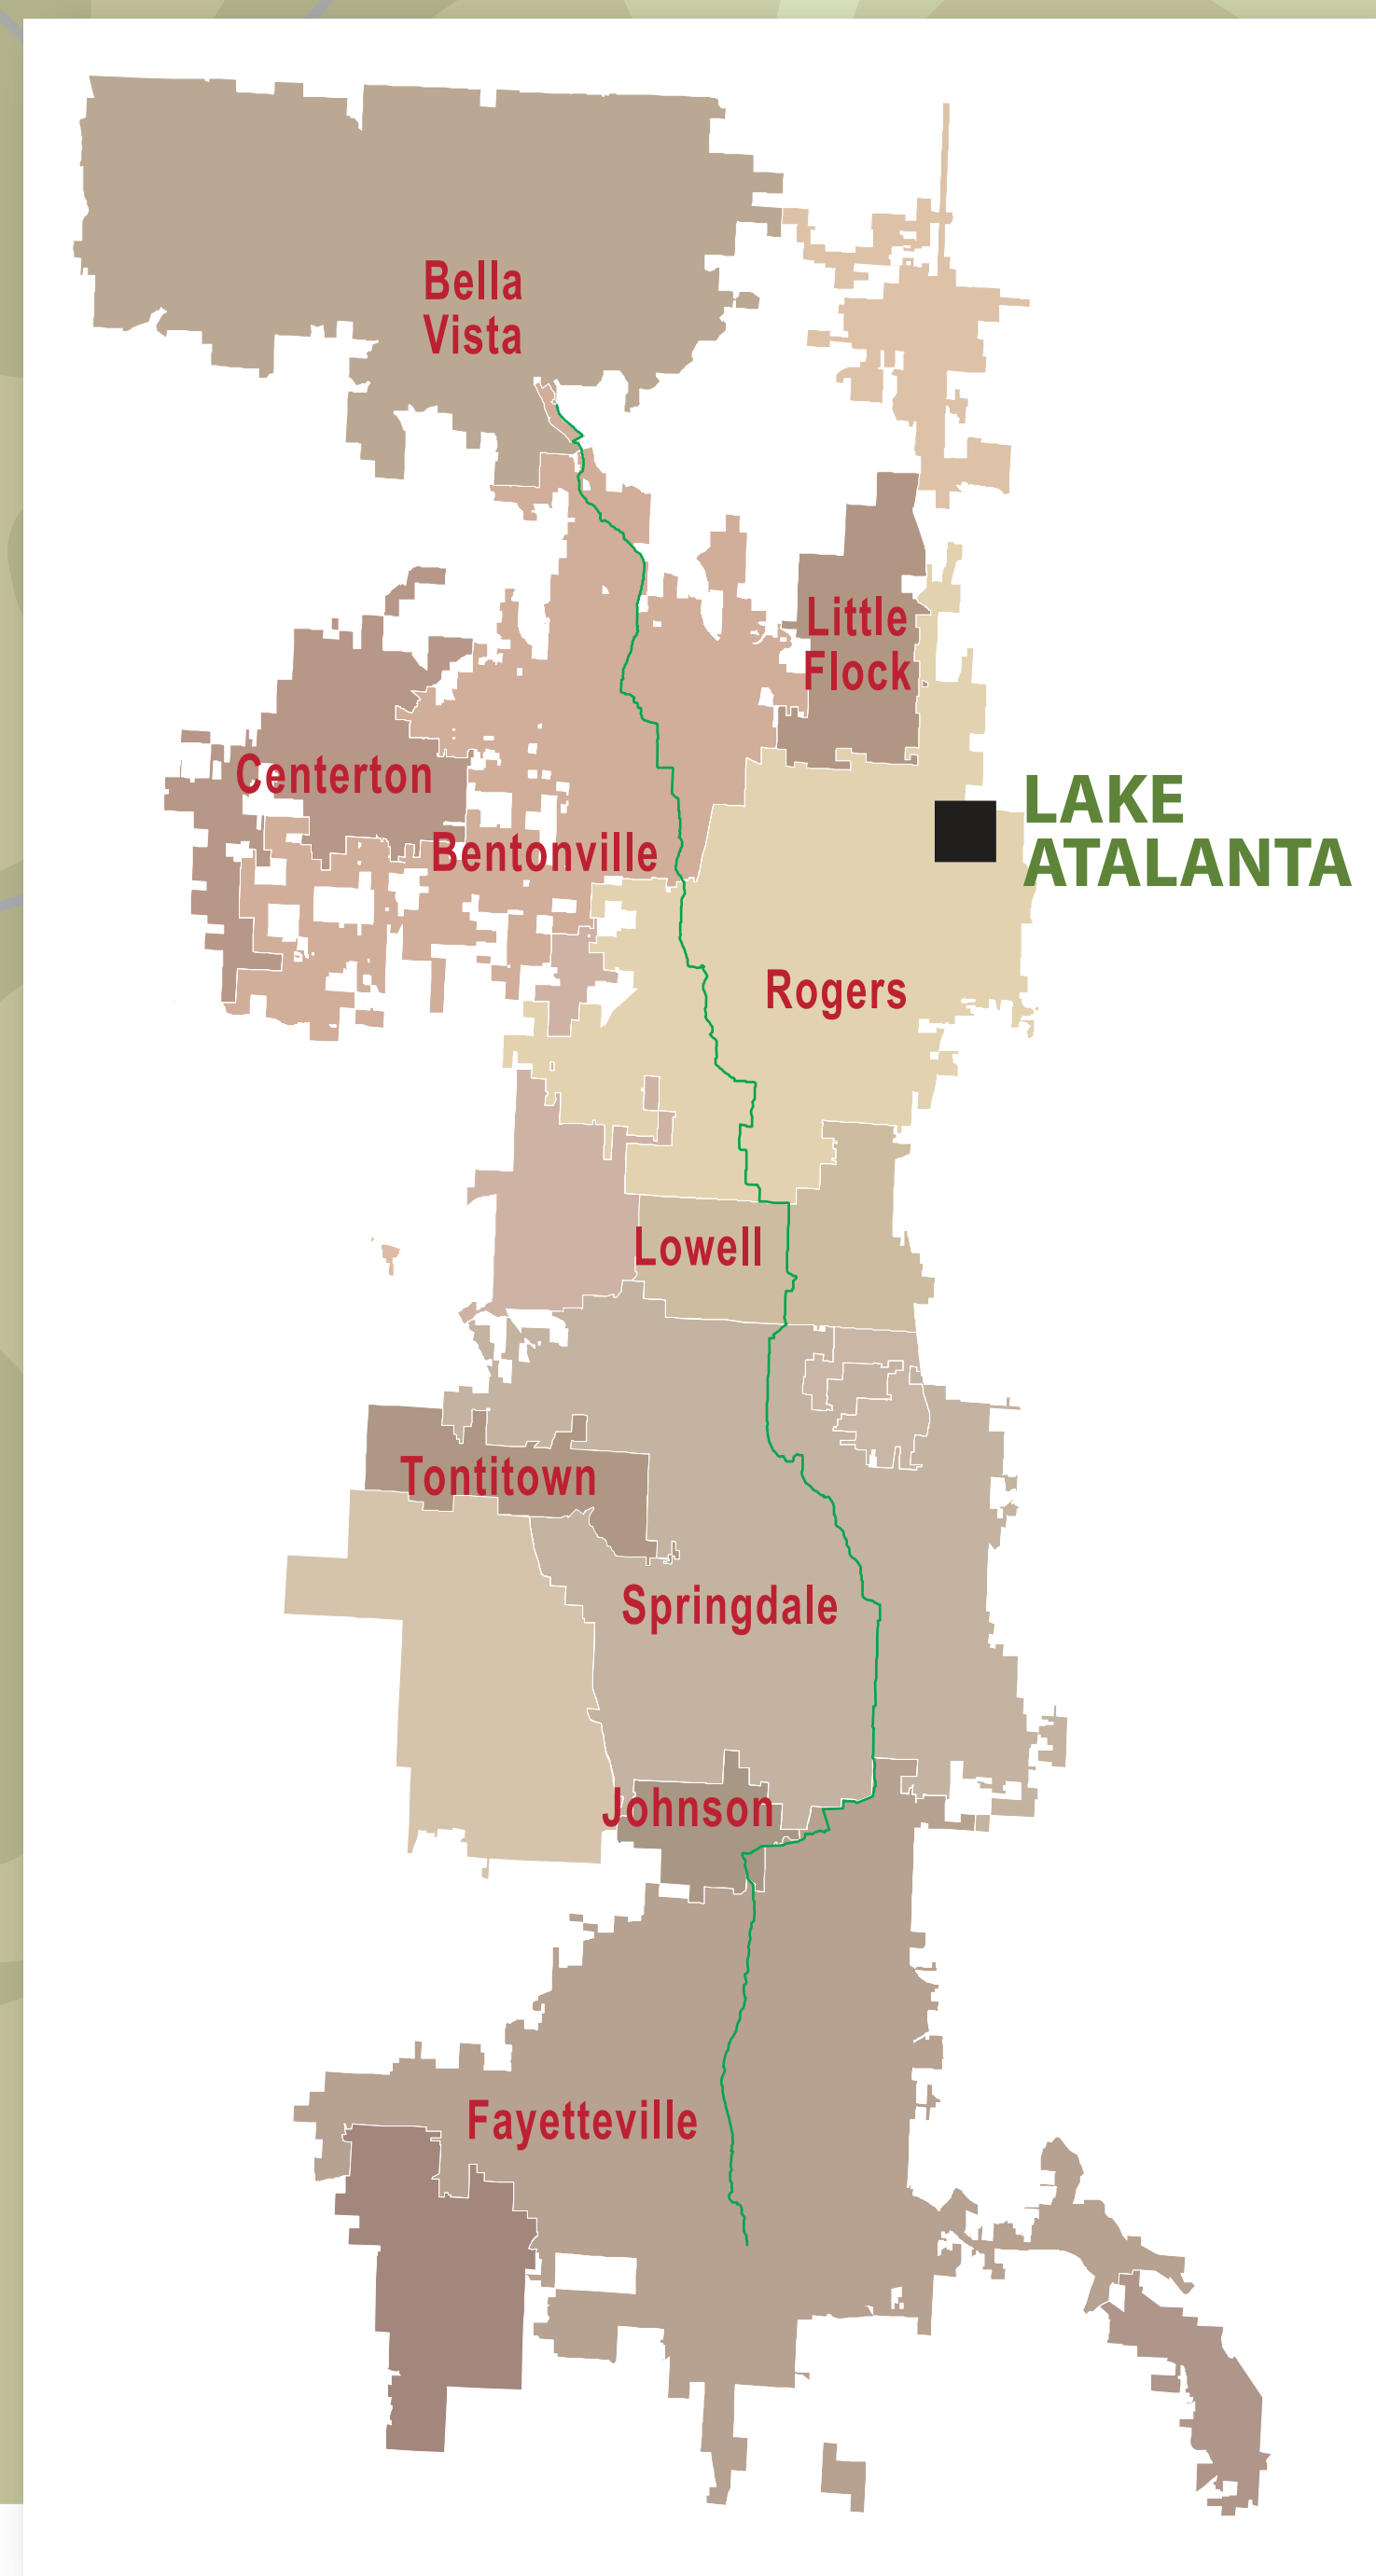 Bella
Vista
Little
Flock
Centerton
LAKE
ATALANTA
Bentonville
Rogers
Lowell
Tontitown
Springdale
Johnson
Fayetteville